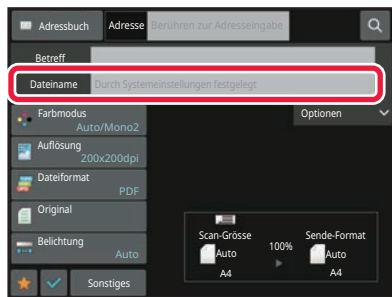 Adressbuch Adresse Berühren zur Adresseingabe
Betreff
Dateiname Durch Systemeinstellungen festgelegt
Farbmodus
Auto/Mono2
Optionen
Auflösung
200x200dpi
Dateiformat
PDF
Original
Belichtung
Auto
Sonstiges
Scan-Grösse
Auto
A4
100%
Sende-Format
Auto
A4